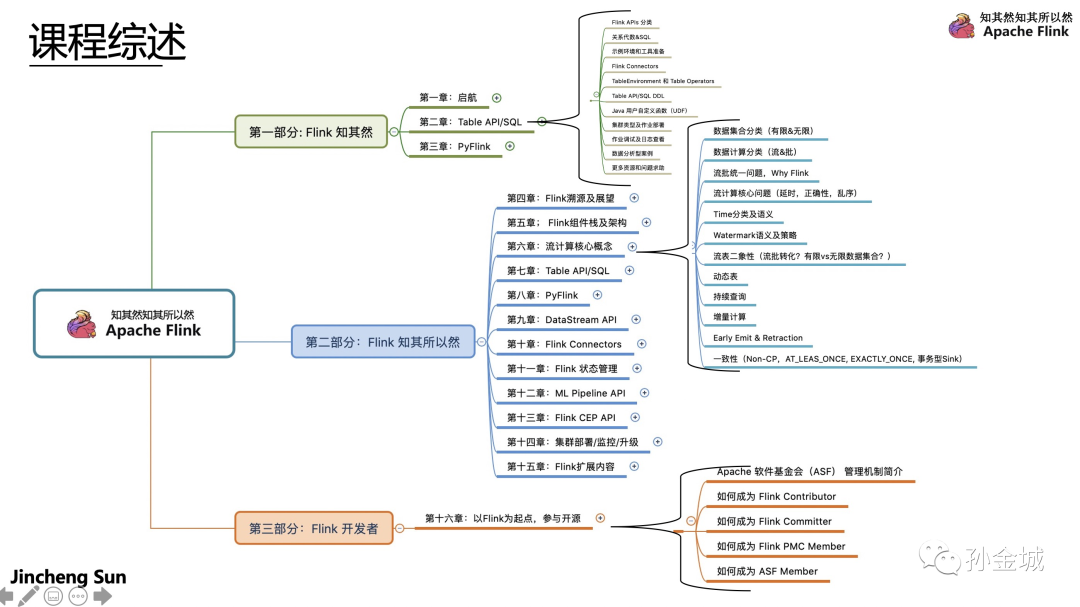 课程综述
知其然知其所以然
Apache Flink
知其然知其所以然
Apache Flink
第一部分: Flink 知其然
第一章：启航
第二章：Table API/SQL
第三章：PyFlink
Flink APIs 分类
关系代数&SQL
示例环境和工具准备
Flink Connectors
TableEnvironment 和 Table Operators
Table API/SQL DDL
Java 用户自定义函数（UDF）
集群类型及作业部署
作业调试及日志查看
数据分析型案例
更多资源和问题求助
第二部分：Flink 知其所以然
第四章：Flink溯源及展望
第五章； Flink组件栈及架构
第六章：流计算核心概念
第七章：Table API/SQL
第八章：PyFlink
第九章：DataStream API
第十章：Flink Connectors
第十一章：Flink 状态管理
第十二章：ML Pipeline API
第十三章：Flink CEP API
第十四章：集群部署/监控/升级
第十五章：Flink扩展内容
数据集合分类（有限&无限）
数据计算分类（流&批）
流批统一问题，Why Flink
流计算核心问题（延时，正确性，乱序）
Time分类及语义
Watermark语义及策略
流表二象性（流批转化？有限vs无限数据集合？）
动态表
持续查询
增量计算
Early Emit & Retraction
一致性（Non-CP，AT_LEAS_ONCE, EXACTLY_ONCE, 事务型Sink）
第三部分：Flink 开发者
第十六章：以Flink为起点，参与开源
Apache 软件基金会（ASF） 管理机制简介
如何成为 Flink Contributor
如何成为 Flink Committer
如何成为 Flink PMC Member
如何成为 ASF Member
孙金城
Jincheng Sun